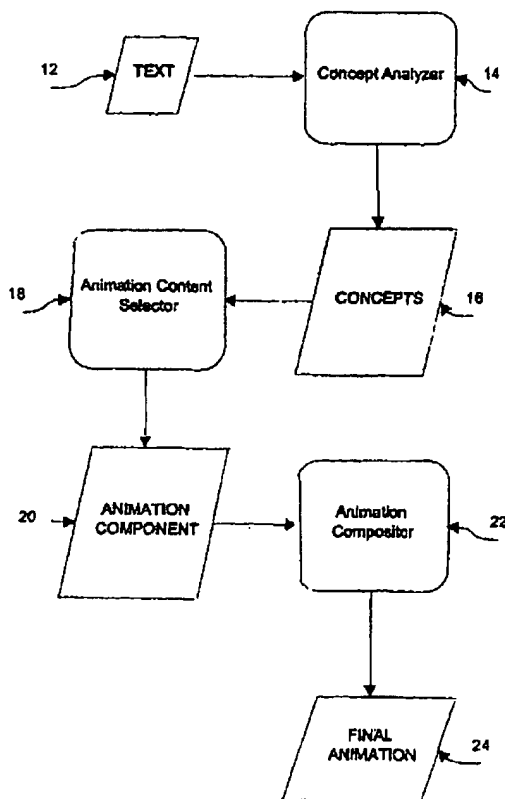 12
TEXT
Concept Analyzer
14
18
Animation Content
Selector
CONCEPTS
16
20
ANIMATION
COMPONENT
Animation
Compositor
22
FINAL
ANIMATION
24